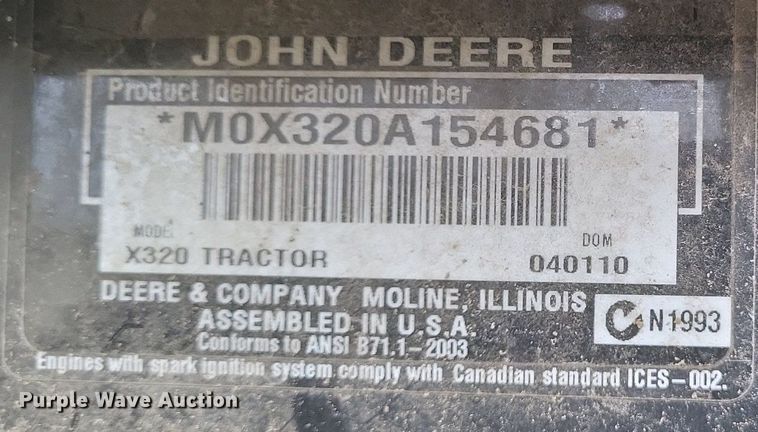 JOHN DEERE
Product Identification Number
*M0X320A154681*
MODEL DOM
X320 TRACTOR 040110
DEERE & COMPANY MOLINE, ILLINOIS
ASSEMBLED IN U.S.A.
N1993
Conforms to ANSI B71.1-2003
Engines with spark ignition system comply with Canadian standard ICES-002.
Purple Wave Auction